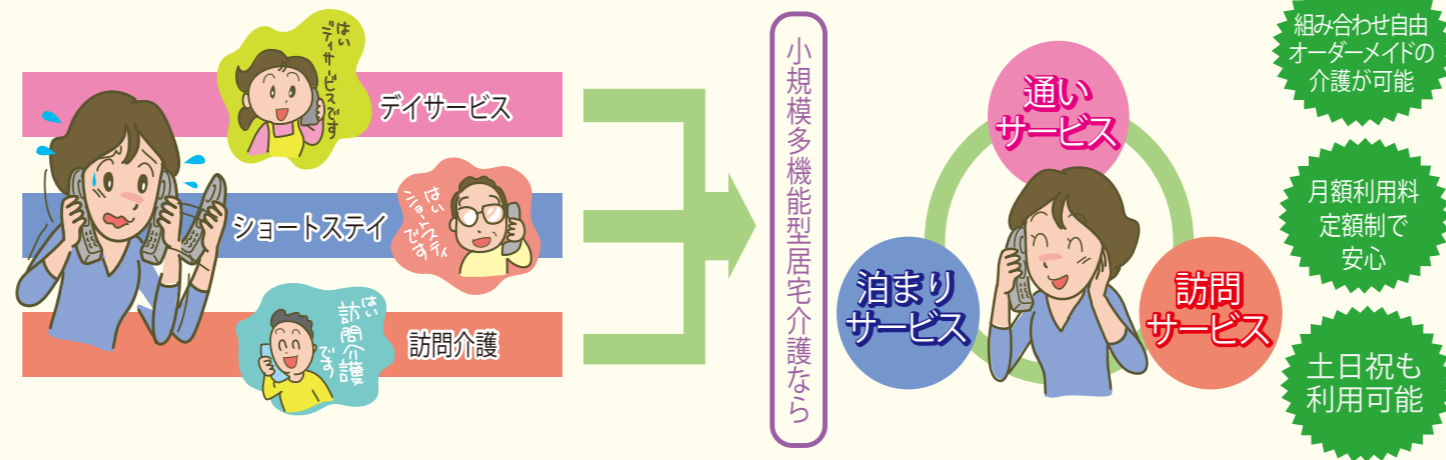 はい
デイサービスです
デイサービス
ショートステイ
はい
ショートステイ
です
はい
訪問介護
です
訪問介護
小規模多機能型居宅介護なら
通い
サービス
泊まり
サービス
訪問
サービス
組み合わせ自由
オーダーメイドの
介護が可能
月額利用料
定額制で
安心
土日祝も
利用可能